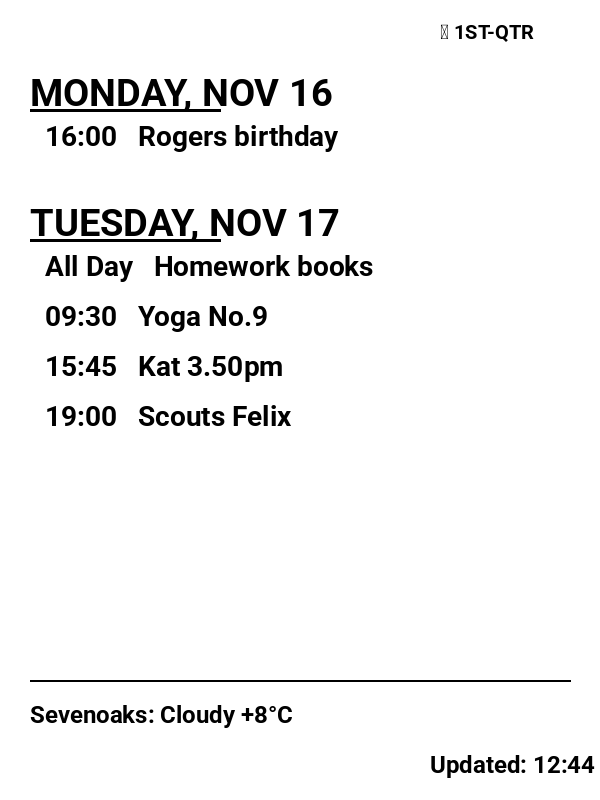 1ST-QTR
MONDAY, NOV 16
16:00 Rogers birthday
TUESDAY, NOV 17
All Day Homework books
09:30 Yoga No.9
15:45 Kat 3.50pm
19:00 Scouts Felix
Sevenoaks: Cloudy +8°C
Updated: 12:44